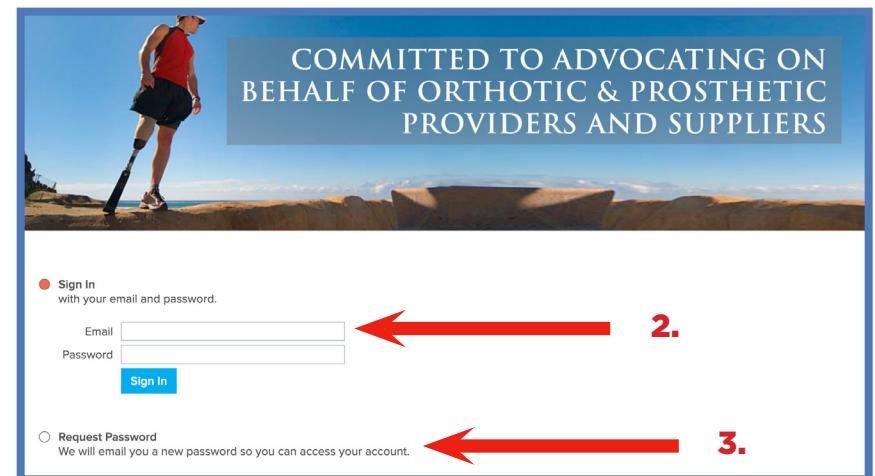 COMMITTED TO ADVOCATING ON
BEHALF OF ORTHOTIC & PROSTHETIC
PROVIDERS AND SUPPLIERS
Sign In
with your email and password.
Email
2.
Password
Sign In
Request Password
We will email you a new password so you can access your account.
3.